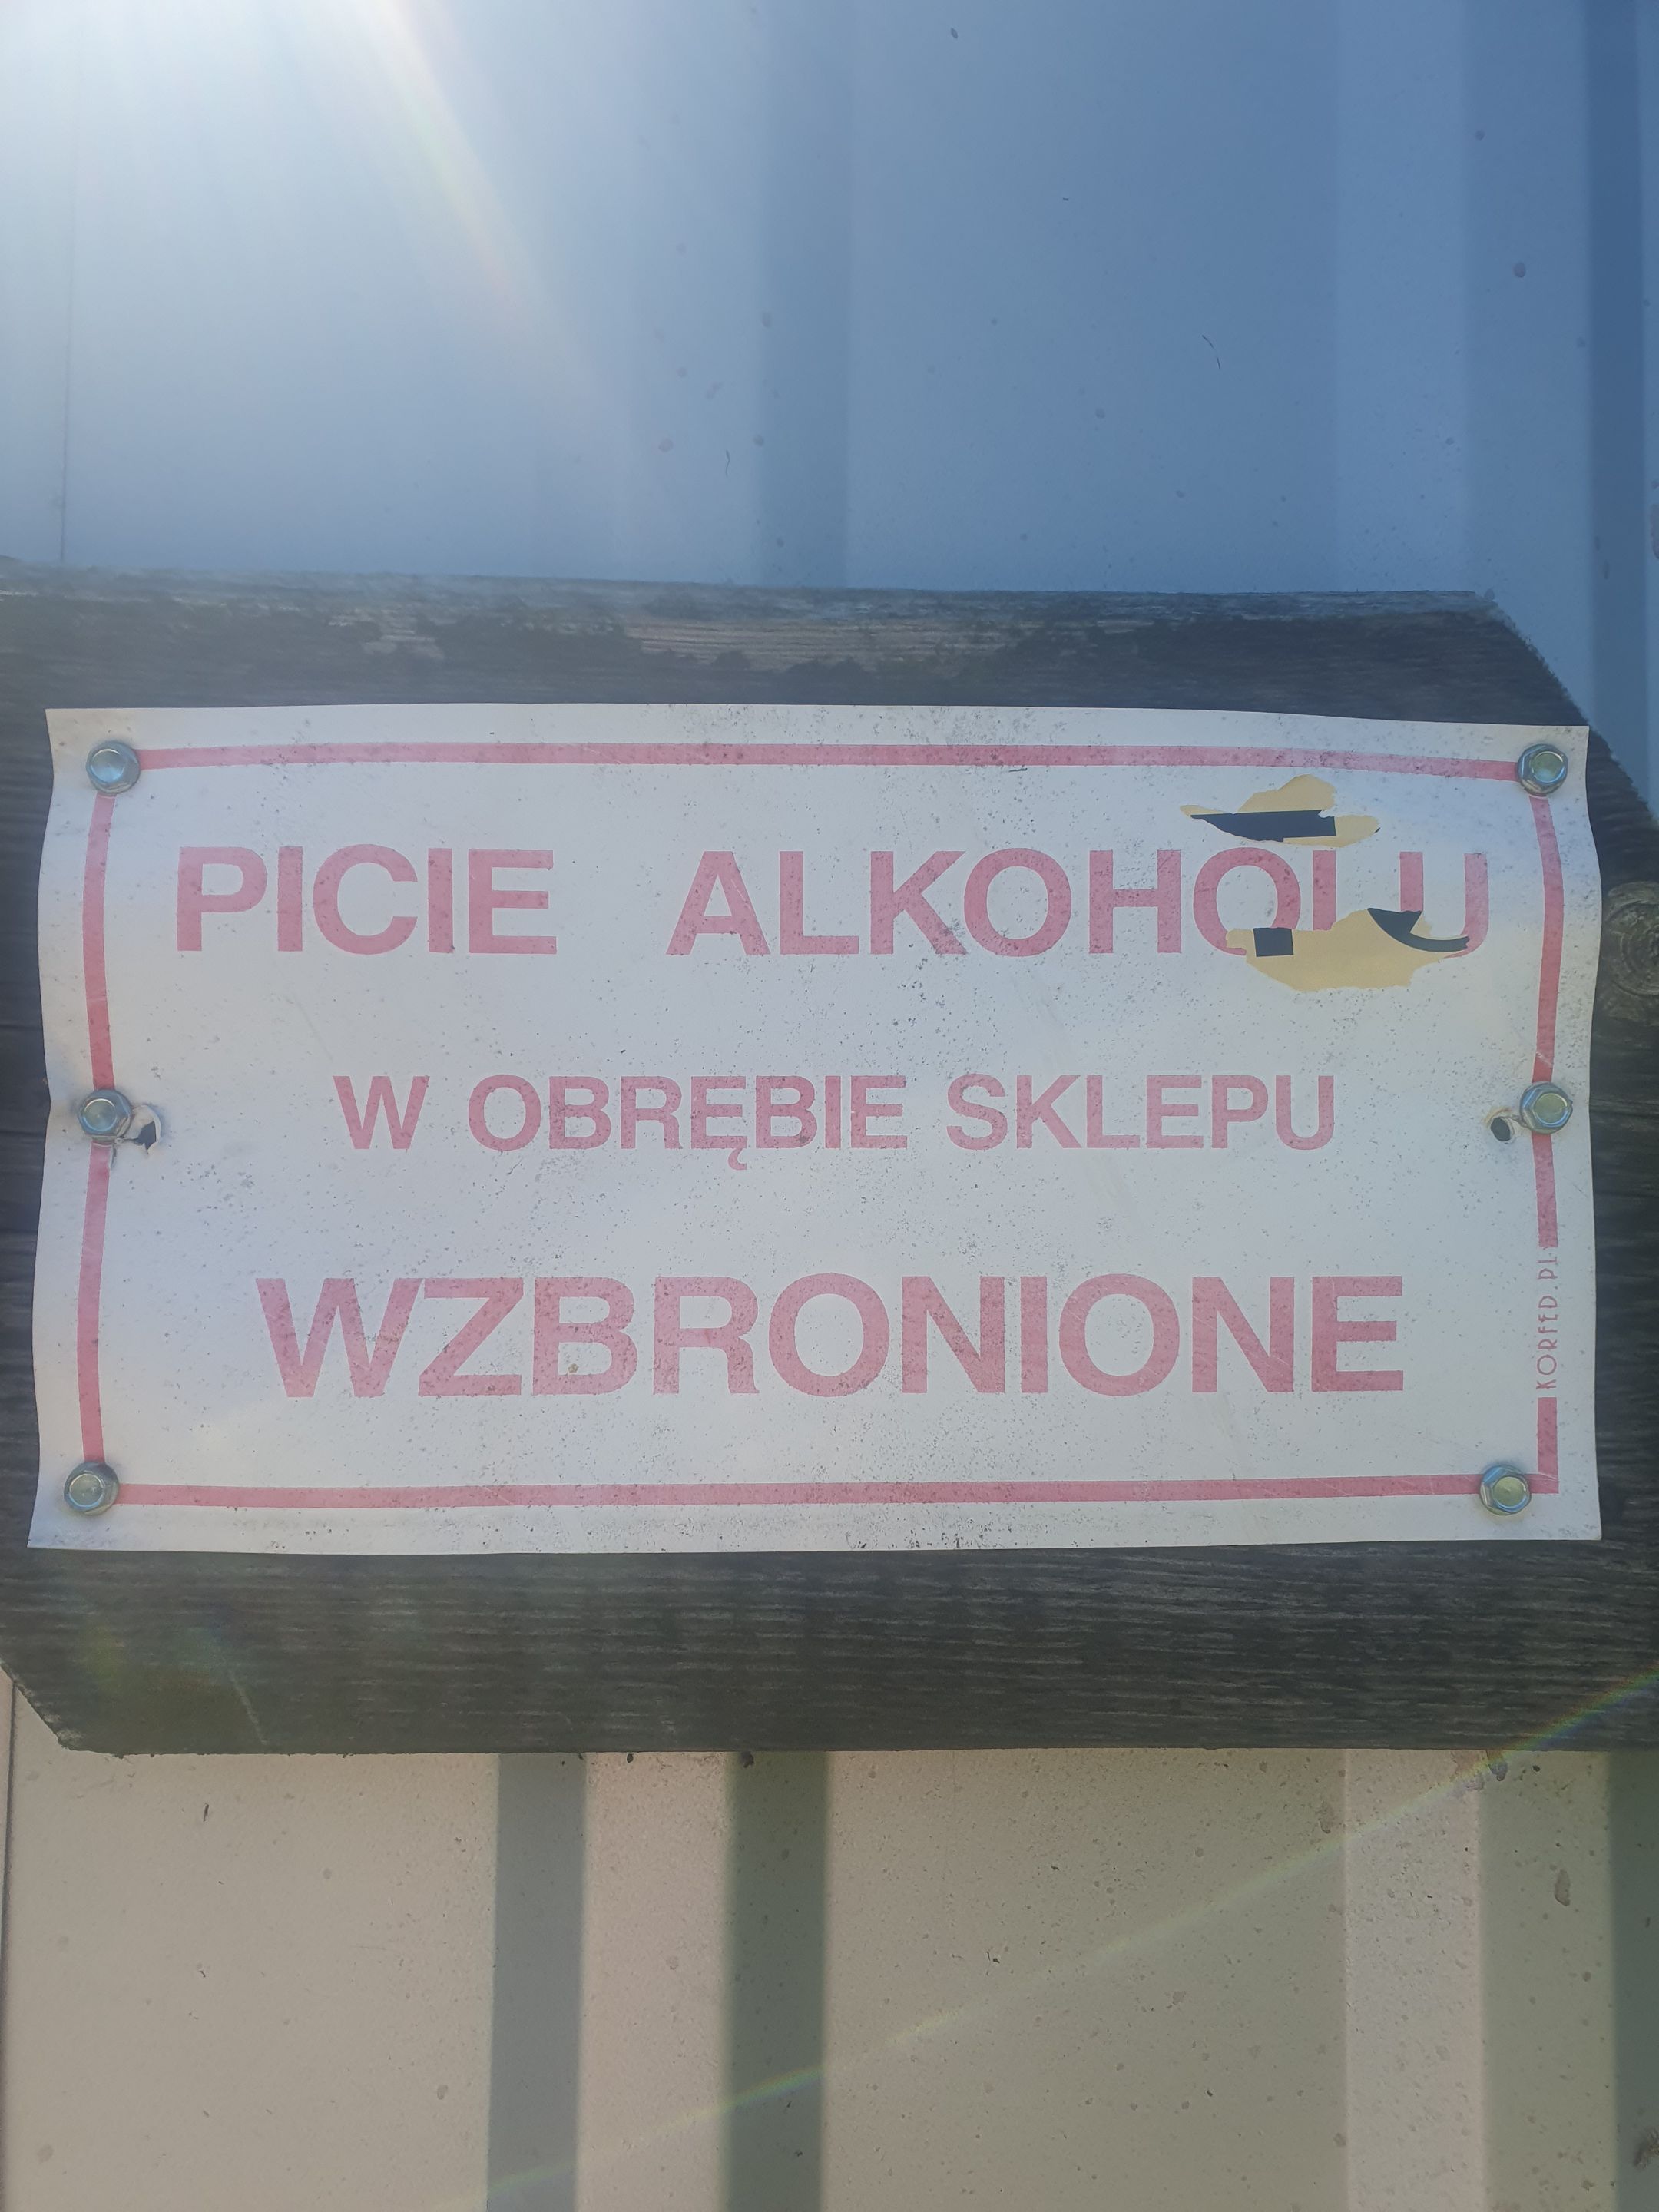 PICIE ALKOHOLU
W OBRĘBIE SKLEPU
WZBRONIONE
KORFED.PL